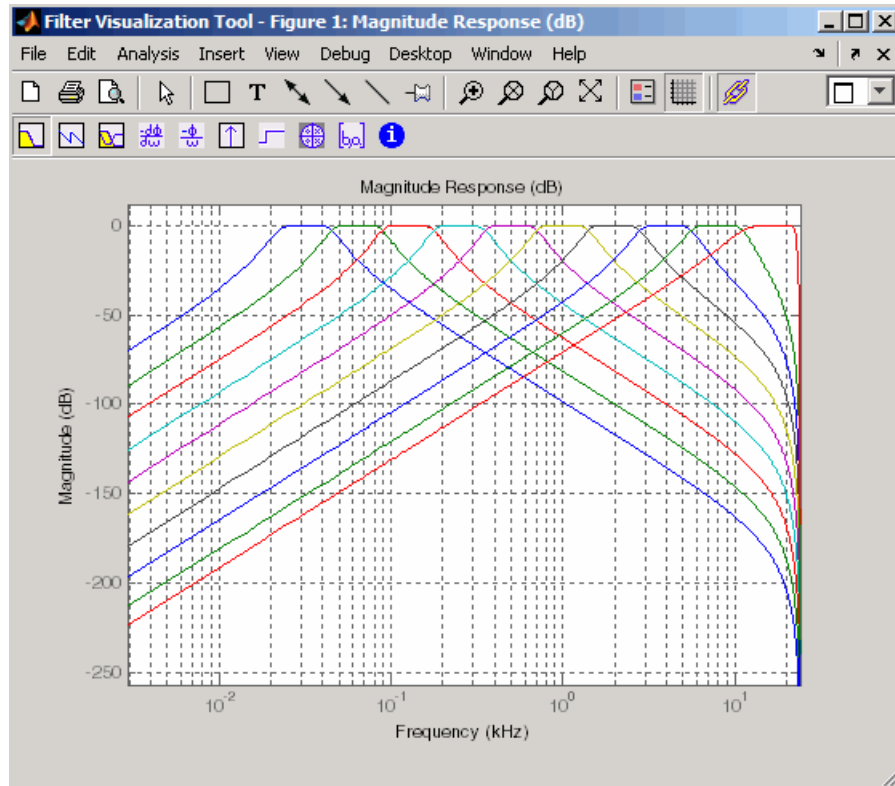 Filter Visualization Tool - Figure 1: Magnitude Response (dB)
File Edit Analysis Insert View Debug Desktop Window Help
T
[b,a]
i
Magnitude Response (dB)
0
-50
-100
-150
-200
-250
Magnitude (dB)
10^-2 10^-1 10^0 10^1
Frequency (kHz)